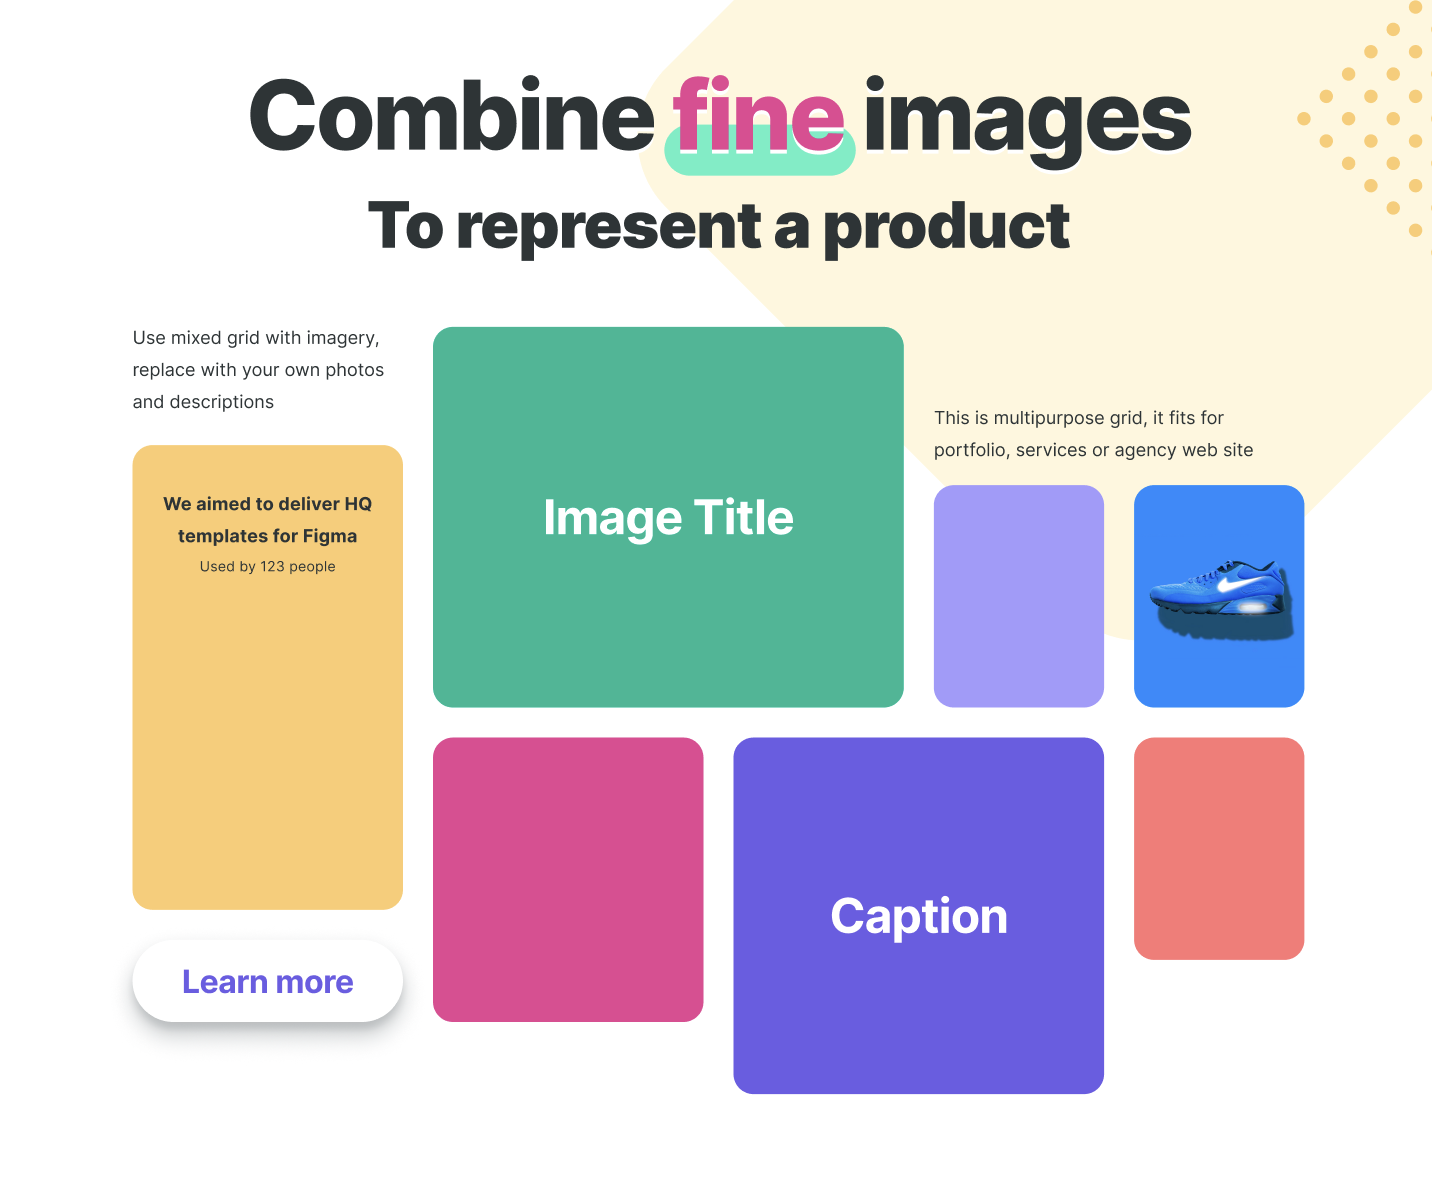 Combine fine images
To represent a product
Use mixed grid with imagery,
replace with your own photos
and descriptions
We aimed to deliver HQ
templates for Figma
Used by 123 people
Learn more
Image Title
This is multipurpose grid, it fits for
portfolio, services or agency web site
Caption